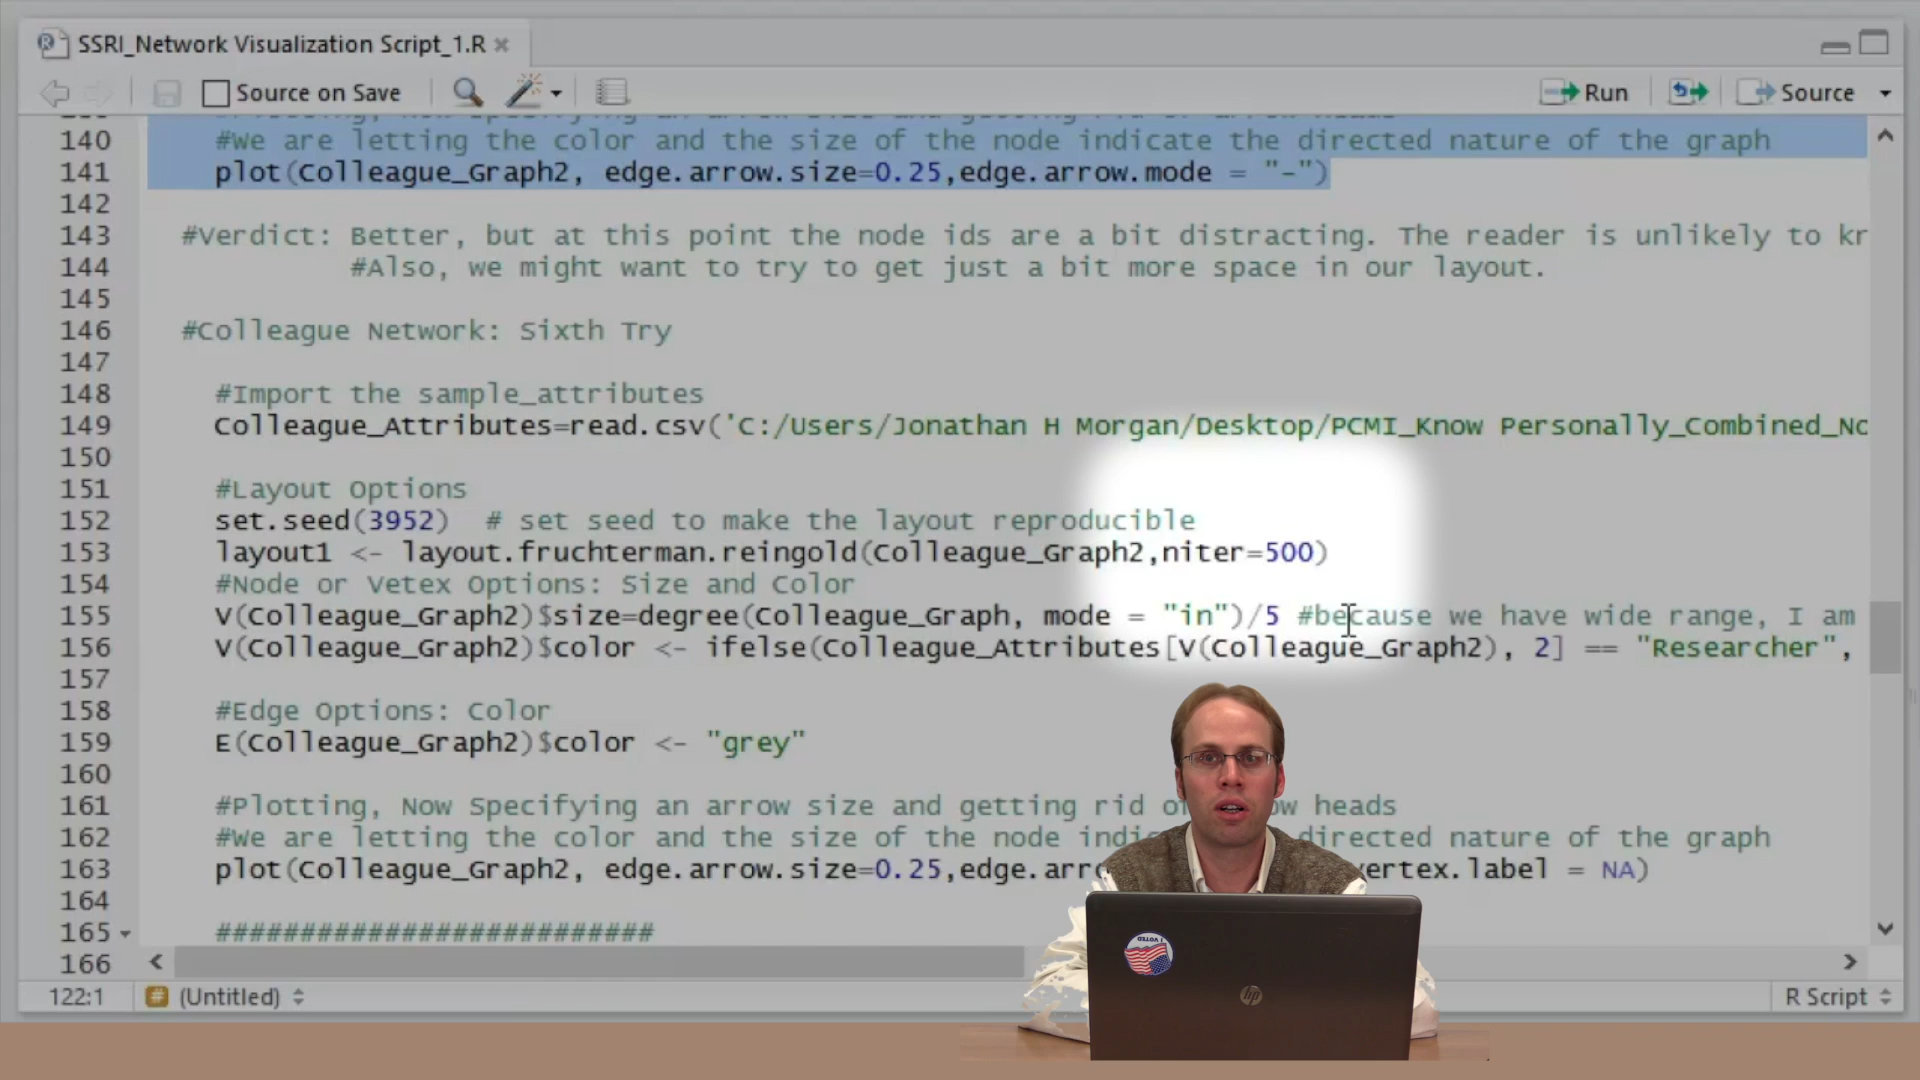 SSRI_Network Visualization Script_1.R
Source on Save
Run
Source
140 #We are letting the color and the size of the node indicate the directed nature of the graph
141 plot(Colleague_Graph2, edge.arrow.size=0.25,edge.arrow.mode = "-")
142
143 #Verdict: Better, but at this point the node ids are a bit distracting. The reader is unlikely to kr
144 #Also, we might want to try to get just a bit more space in our layout.
145
146 #Colleague Network: Sixth Try
147
148 #Import the sample_attributes
149 Colleague_Attributes=read.csv('C:/Users/Jonathan H Morgan/Desktop/PCMI_Know Personally_Combined_Nc
150
151 #Layout Options
152 set.seed(3952) # set seed to make the layout reproducible
153 layout1 <- layout.fruchterman.reingold(Colleague_Graph2,niter=500)
154 #Node or Vetex Options: Size and Color
155 V(Colleague_Graph2)$size=degree(Colleague_Graph, mode = "in")/5 #because we have wide range, I am
156 V(Colleague_Graph2)$color <- ifelse(Colleague_Attributes[V(Colleague_Graph2), 2] == "Researcher",
157
158 #Edge Options: Color
159 E(Colleague_Graph2)$color <- "grey"
160
161 #Plotting, Now Specifying an arrow size and getting rid of heads
162 #We are letting the color and the size of the node directed nature of the graph
163 plot(Colleague_Graph2, edge.arrow.size=0.25, .label = NA)
164
165 ##########################
166
122:1 # (Untitled) R Script
I VOTED
hp